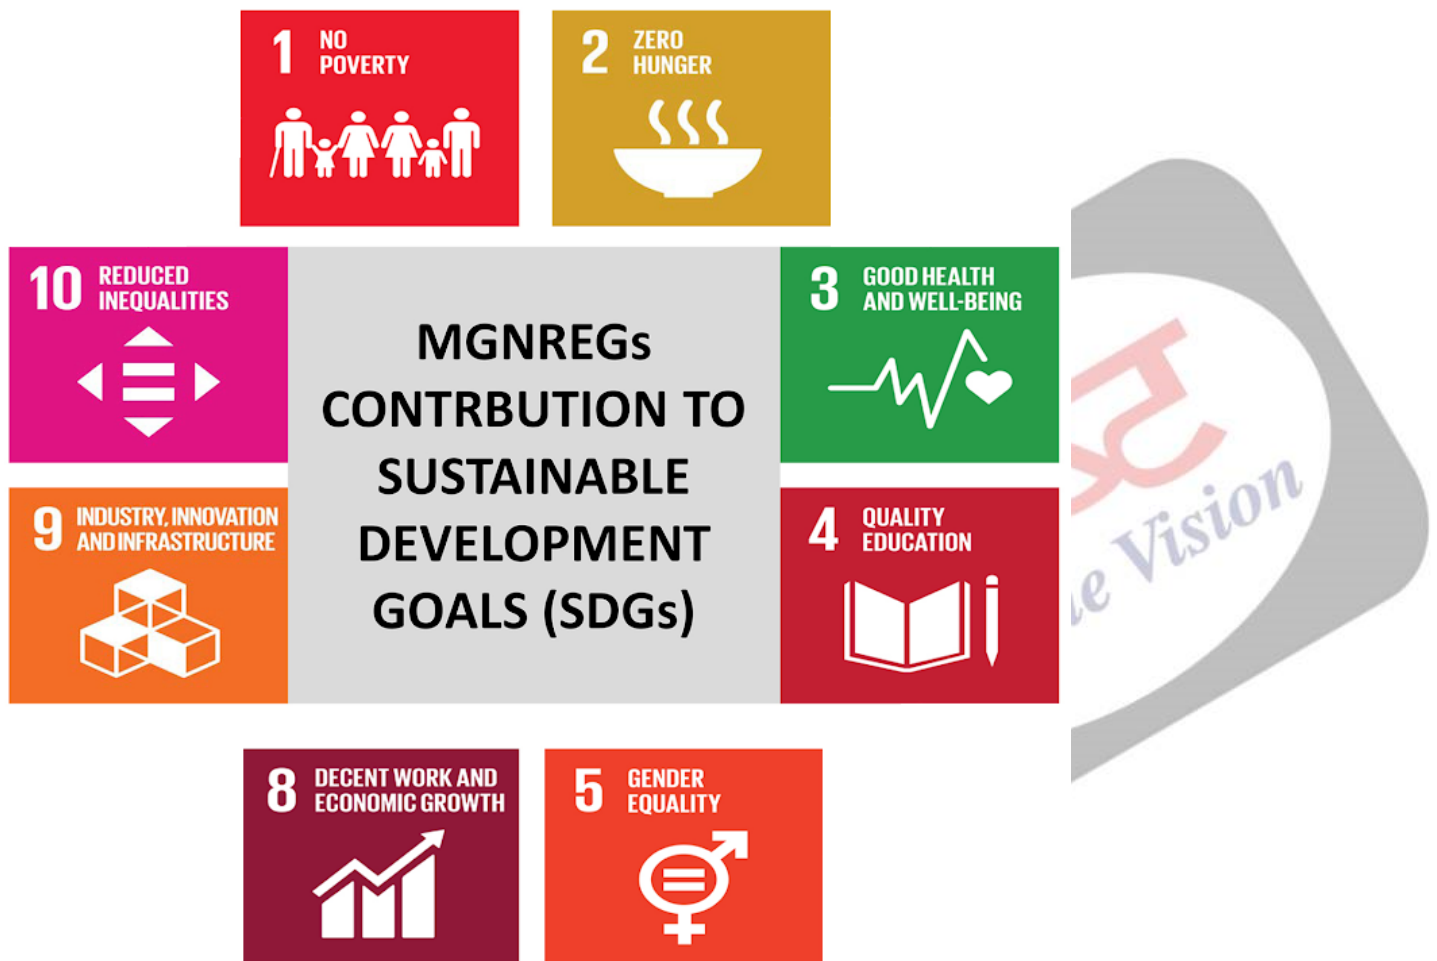 1 NO
POVERTY
2 ZERO
HUNGER
10 REDUCED
INEQUALITIES
MGNREGs
CONTRBUTION TO
SUSTAINABLE
DEVELOPMENT
GOALS (SDGs)
3 GOOD HEALTH
AND WELL-BEING
9 INDUSTRY, INNOVATION
AND INFRASTRUCTURE
4 QUALITY
EDUCATION
8 DECENT WORK AND
ECONOMIC GROWTH
5 GENDER
EQUALITY
Vision